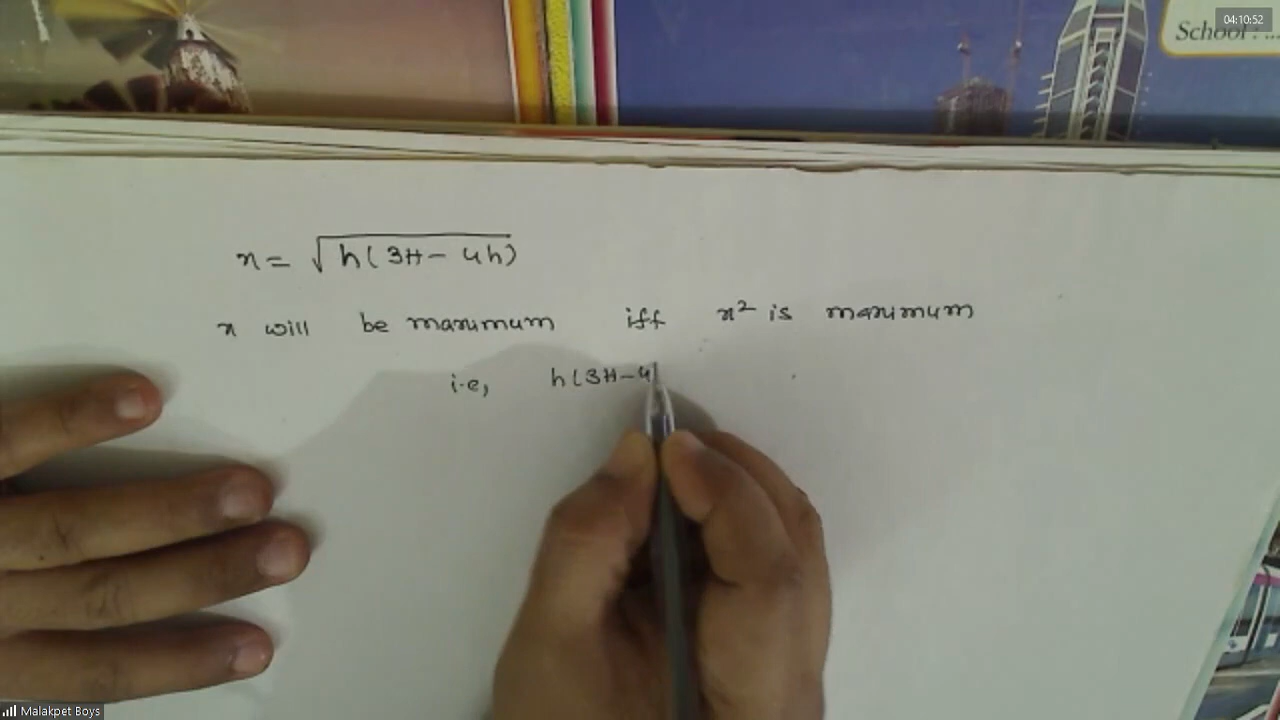 04:10:52
School : ...
x = √h(3H - 4h)
x will be maximum iff x² is maximum
i.e, h(3H-4
Malakpet Boys